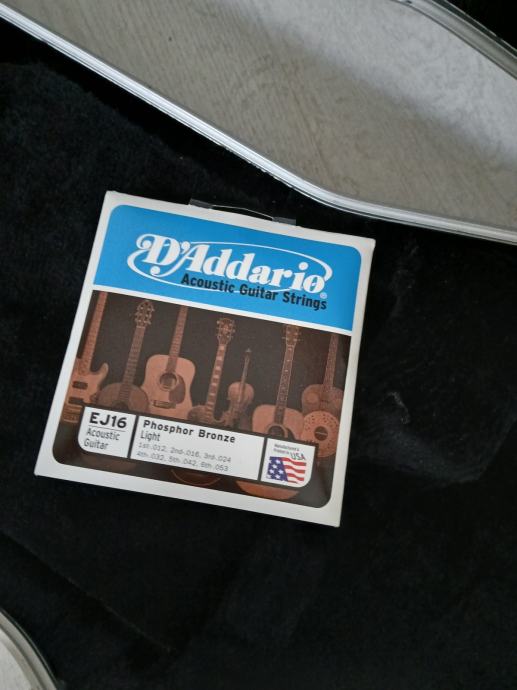 D'Addario®
Acoustic Guitar Strings
EJ16
Acoustic
Guitar
Phosphor Bronze
Light
1st-.012, 2nd-.016, 3rd-.024
4th-.032, 5th-.042, 6th-.053
Manufactured &
Printed in
USA